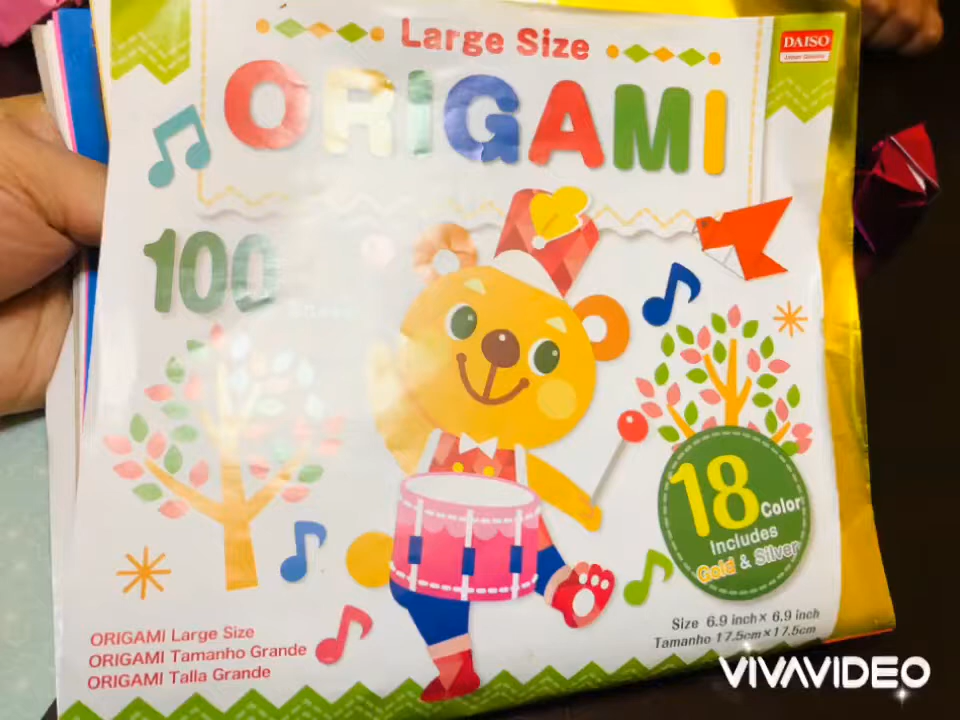 Large Size
DAISO
ORIGAMI
100
18 Color
Includes
Gold & Silver
Size 6.9 inch × 6.9 inch
Tamanho 17.5cm×17.5cm
ORIGAMI Large Size
ORIGAMI Tamanho Grande
ORIGAMI Talla Grande
VIVAVIDEO